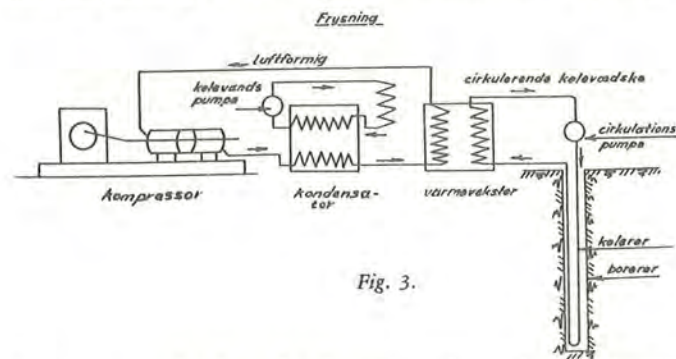 Frysning
luftformig
kølevands
pumpe
cirkulerende kølevædske
cirkulations
pumpe
kompressor
kondensa-
tor
varmeveksler
kølerør
borerør
Fig. 3.